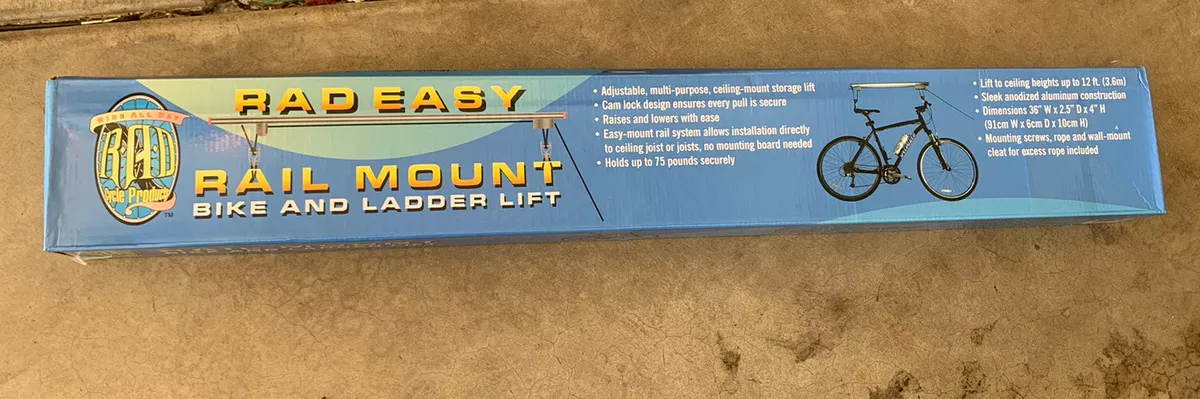 RIDE ALL DAY
RAD
Cycle Products
TM
RAD EASY
RAIL MOUNT
BIKE AND LADDER LIFT
• Adjustable, multi-purpose, ceiling-mount storage lift
• Cam lock design ensures every pull is secure
• Raises and lowers with ease
• Easy-mount rail system allows installation directly
to ceiling joist or joists, no mounting board needed
• Holds up to 75 pounds securely
• Lift to ceiling heights up to 12 ft. (3.6m)
• Sleek anodized aluminum construction
• Dimensions 36" W x 2.5" D x 4" H
(91cm W x 6cm D x 10cm H)
• Mounting screws, rope and wall-mount
cleat for excess rope included